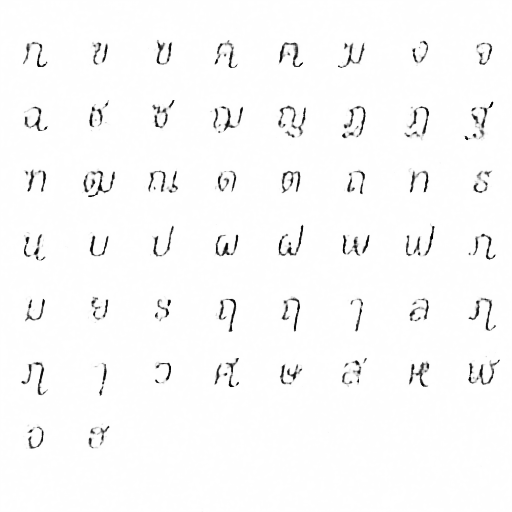 ก ข ฃ ค ฅ ฆ ง จ
ฉ ช ซ ฌ ญ ฎ ฏ ฐ
ฑ ฒ ณ ด ต ถ ท ธ
น บ ป ผ ฝ พ ฟ ภ
ม ย ร ฤ ฤ ๅ ล ฦ
ฦ ๅ ว ศ ษ ส ห ฬ
อ ฮ